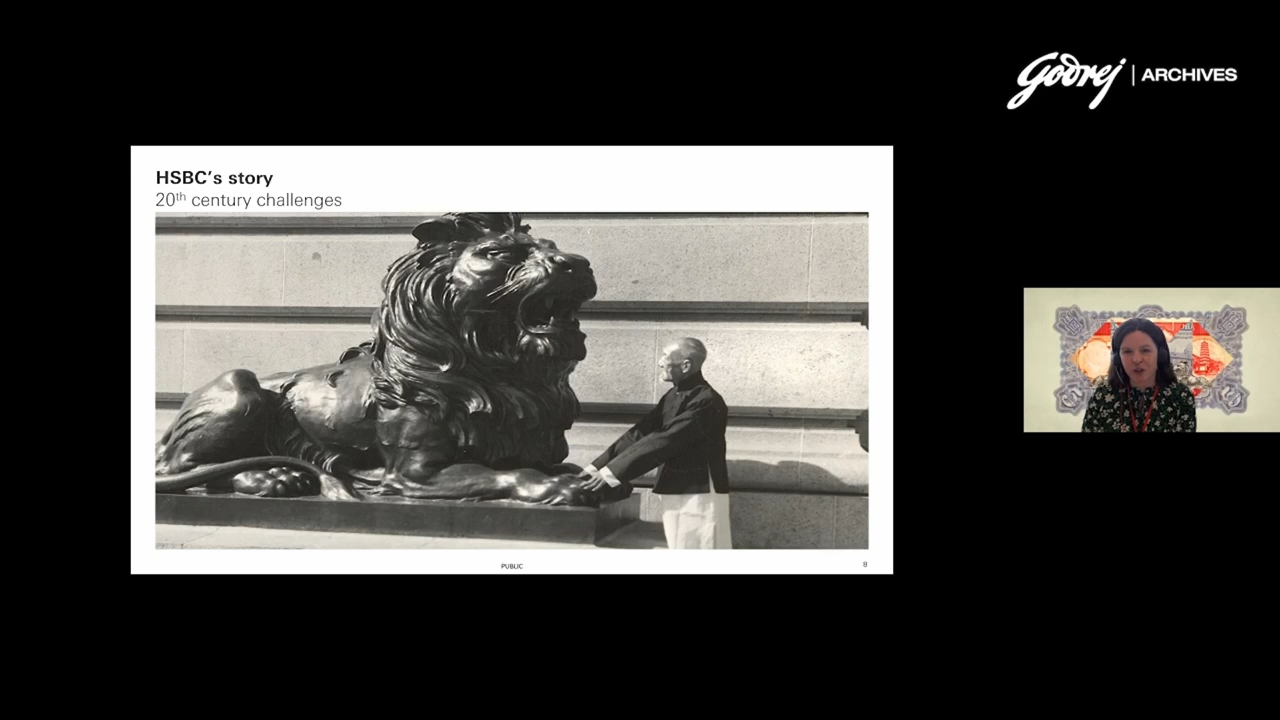 Godrej | ARCHIVES
HSBC's story
20th century challenges
PUBLIC
8